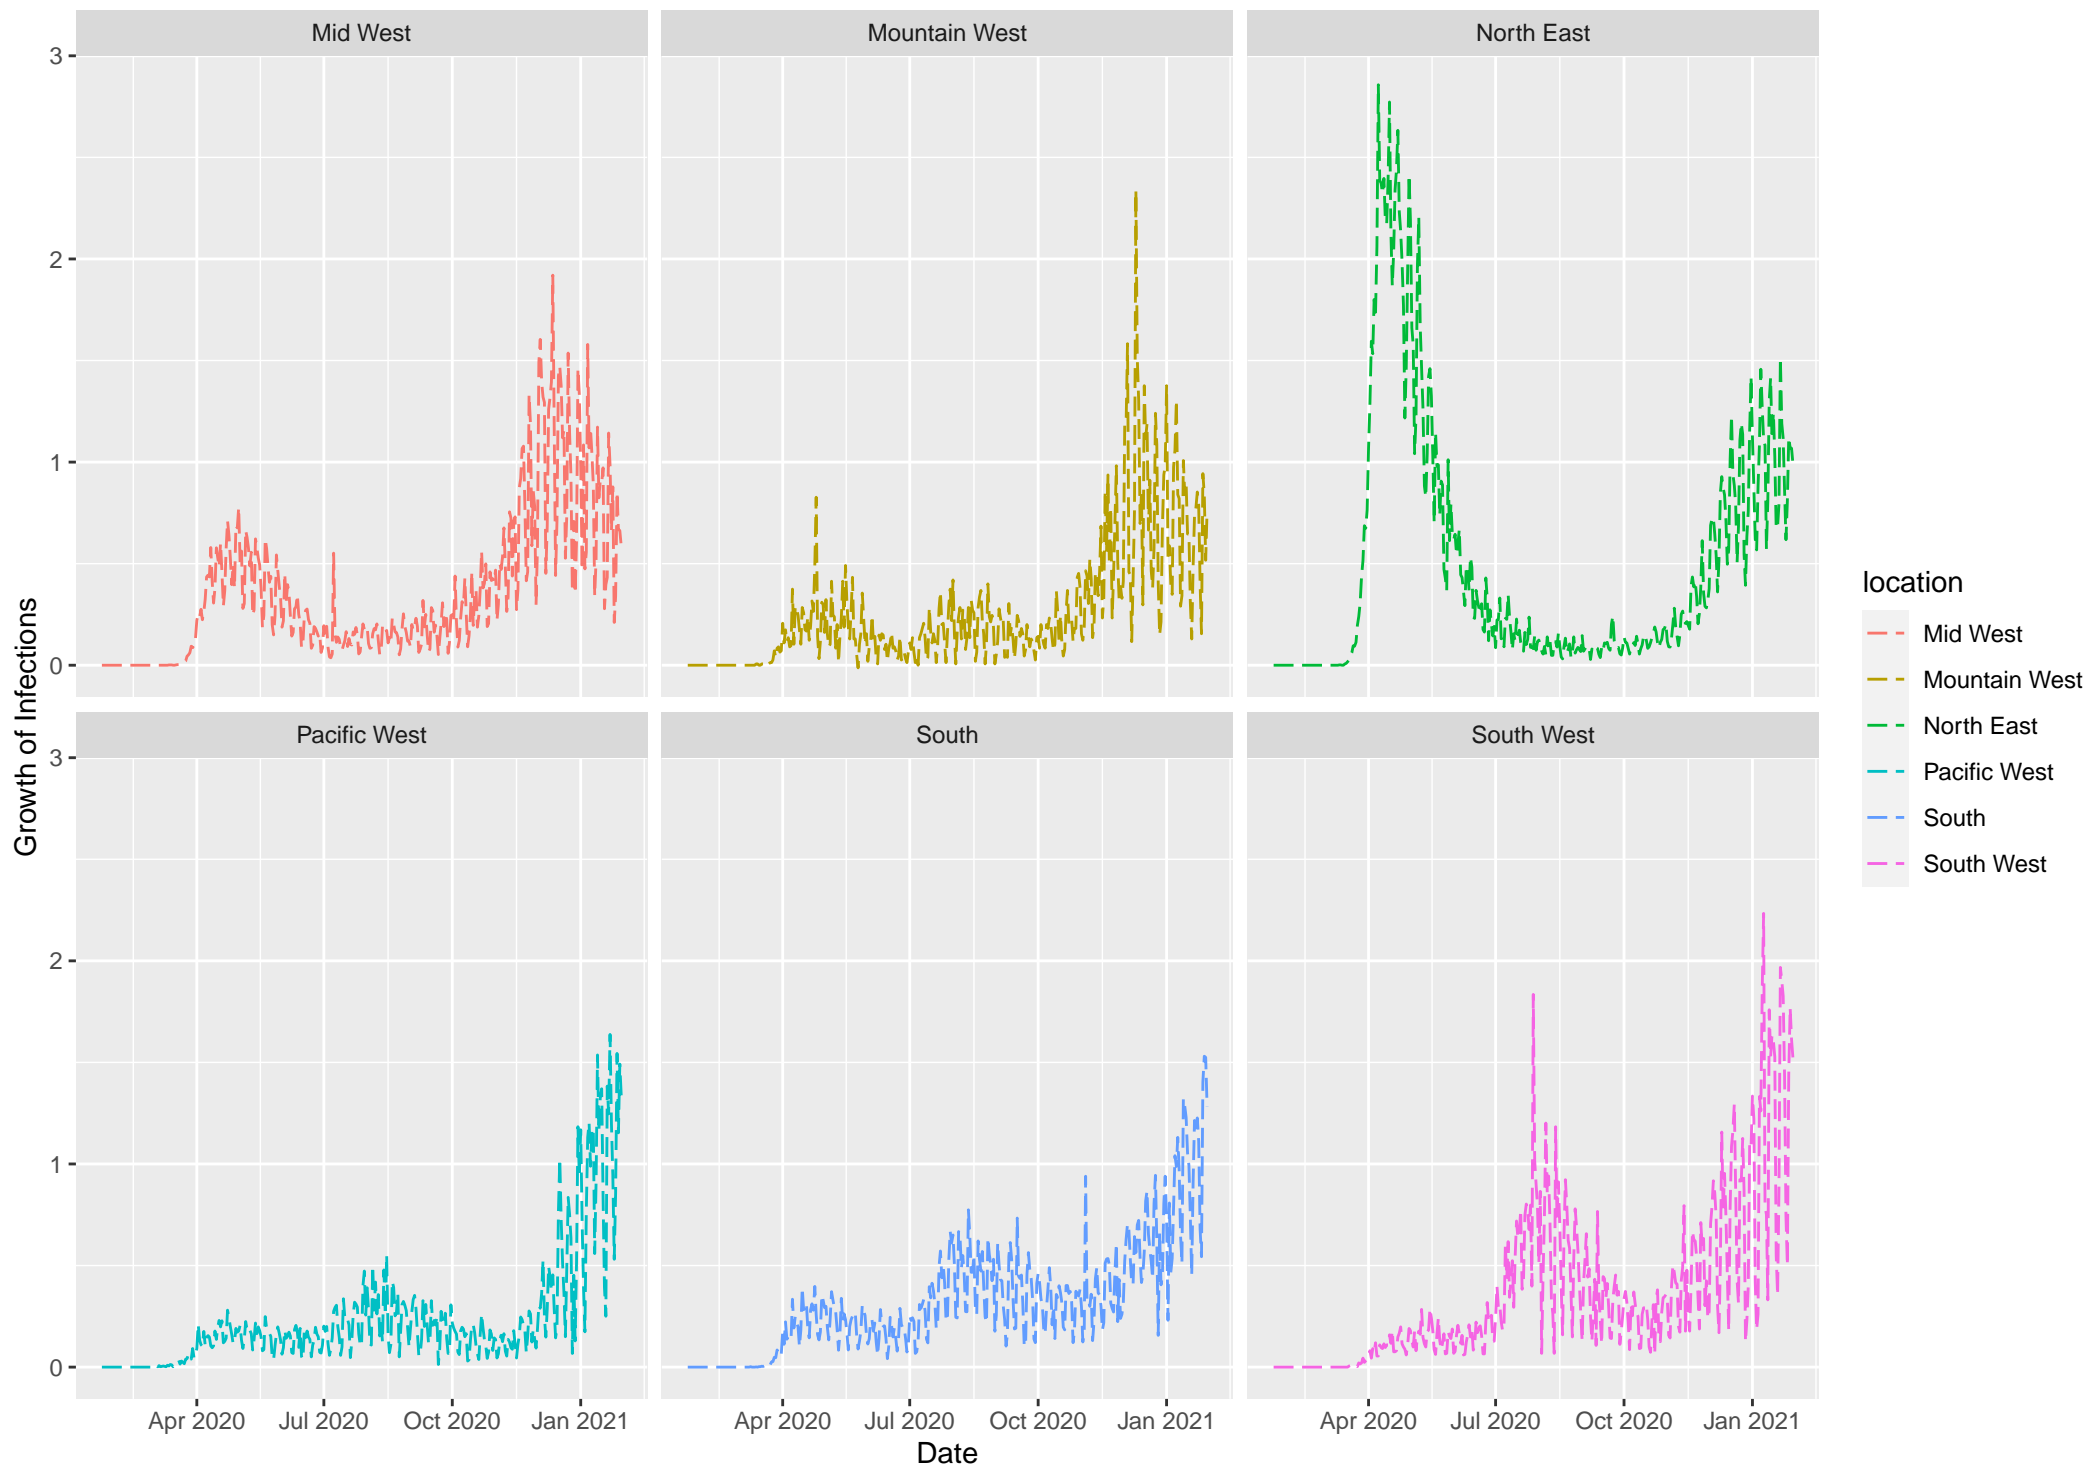 Mid West
Mountain West
North East
3
2
1
0
Pacific West
South
South West
3
2
1
0
Growth of Infections
Apr 2020 Jul 2020 Oct 2020 Jan 2021
Apr 2020 Jul 2020 Oct 2020 Jan 2021
Apr 2020 Jul 2020 Oct 2020 Jan 2021
Date
location
Mid West
Mountain West
North East
Pacific West
South
South West